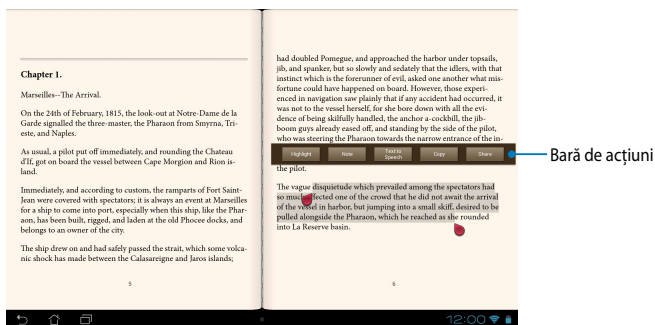 Chapter 1.
Marseilles--The Arrival.
On the 24th of February, 1815, the look-out at Notre-Dame de la
Garde signalled the three-master, the Pharaon from Smyrna, Tri-
este, and Naples.
As usual, a pilot put off immediately, and rounding the Chateau
d'If, got on board the vessel between Cape Morgion and Rion is-
land.
Immediately, and according to custom, the ramparts of Fort Saint-
Jean were covered with spectators; it is always an event at Marseilles
for a ship to come into port, especially when this ship, like the Phar-
aon, has been built, rigged, and laden at the old Phocee docks, and
belongs to an owner of the city.
The ship drew on and had safely passed the strait, which some volca-
nic shock has made between the Calasareigne and Jaros islands;
5
had doubled Pomegue, and approached the harbor under topsails,
jib, and spanker, but so slowly and sedately that the idlers, with that
instinct which is the forerunner of evil, asked one another what mis-
fortune could have happened on board. However, those experi-
enced in navigation saw plainly that if any accident had occurred, it
was not to the vessel herself, for she bore down with all the evi-
dence of being skilfully handled, the anchor a-cockbill, the jib-
boom guys already eased off, and standing by the side of the pilot,
who was steering the Pharaon towards the narrow entrance of the in-
Highlight Note Text to Speech Copy Share
Bară de acțiuni
the pilot.
The vague disquietude which prevailed among the spectators had
so much affected one of the crowd that he did not await the arrival
of the vessel in harbor, but jumping into a small skiff, desired to be
pulled alongside the Pharaon, which he reached as she rounded
into La Reserve basin.
6
12:00